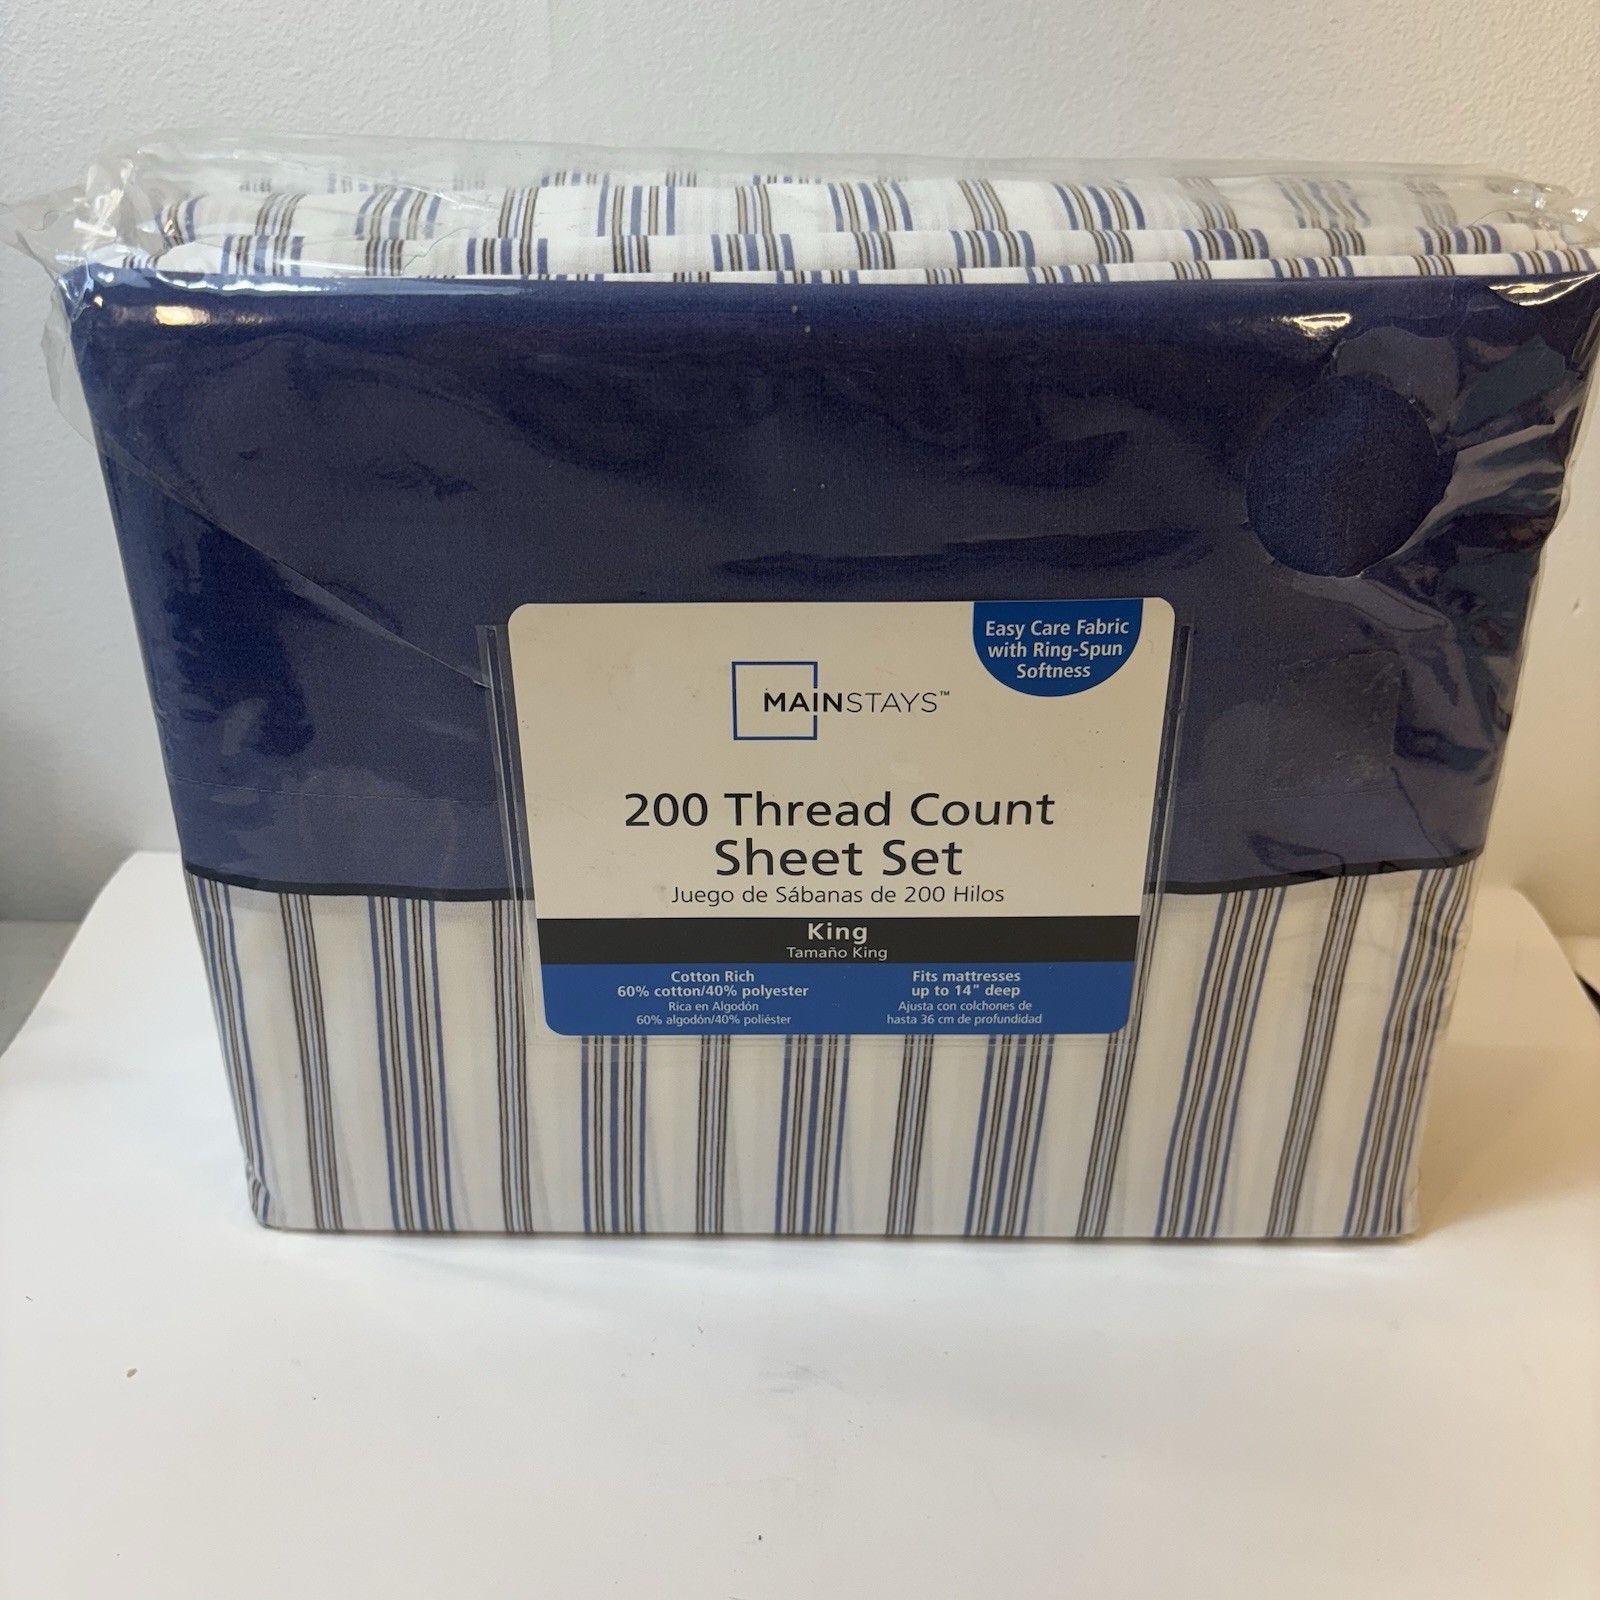 Easy Care Fabric
with Ring-Spun
Softness
MAINSTAYS™
200 Thread Count
Sheet Set
Juego de Sábanas de 200 Hilos
King
Tamaño King
Cotton Rich
60% cotton/40% polyester
Rica en Algodón
60% algodón/40% poliéster
Fits mattresses
up to 14" deep
Ajusta con colchones de
hasta 36 cm de profundidad